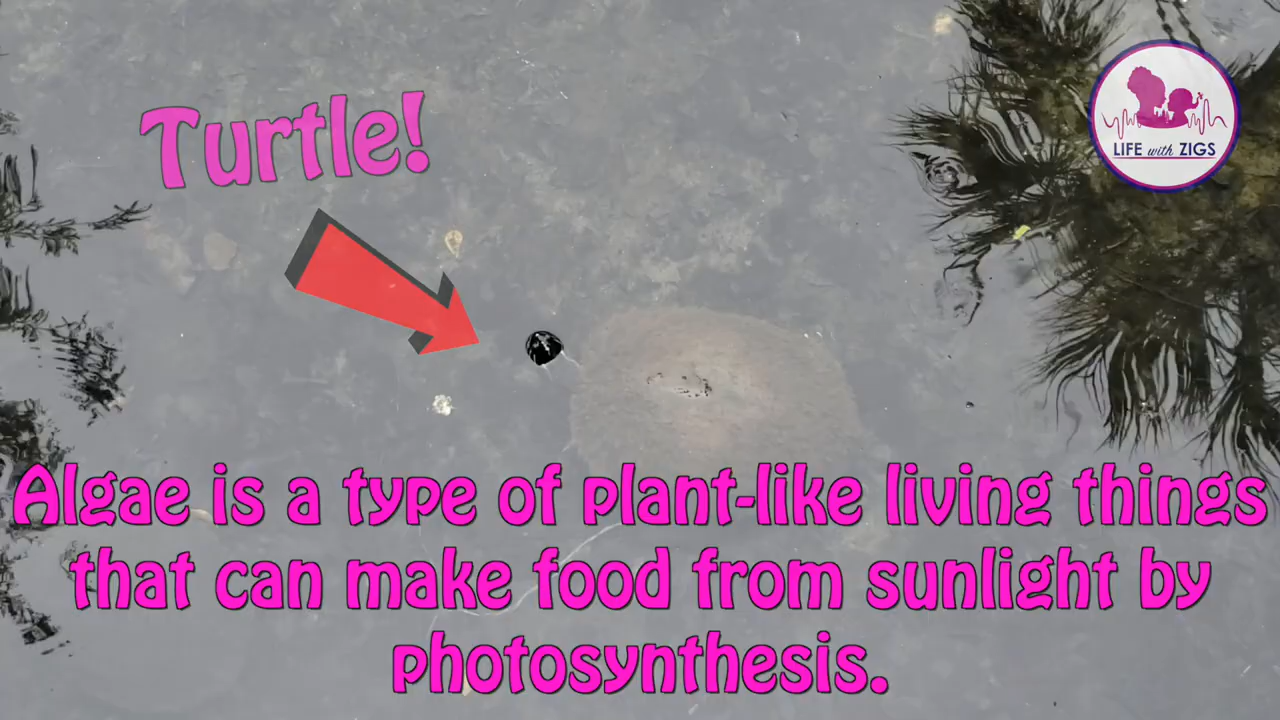 Turtle!
LIFE with ZIGS
Algae is a type of plant-like living things
that can make food from sunlight by
photosynthesis.